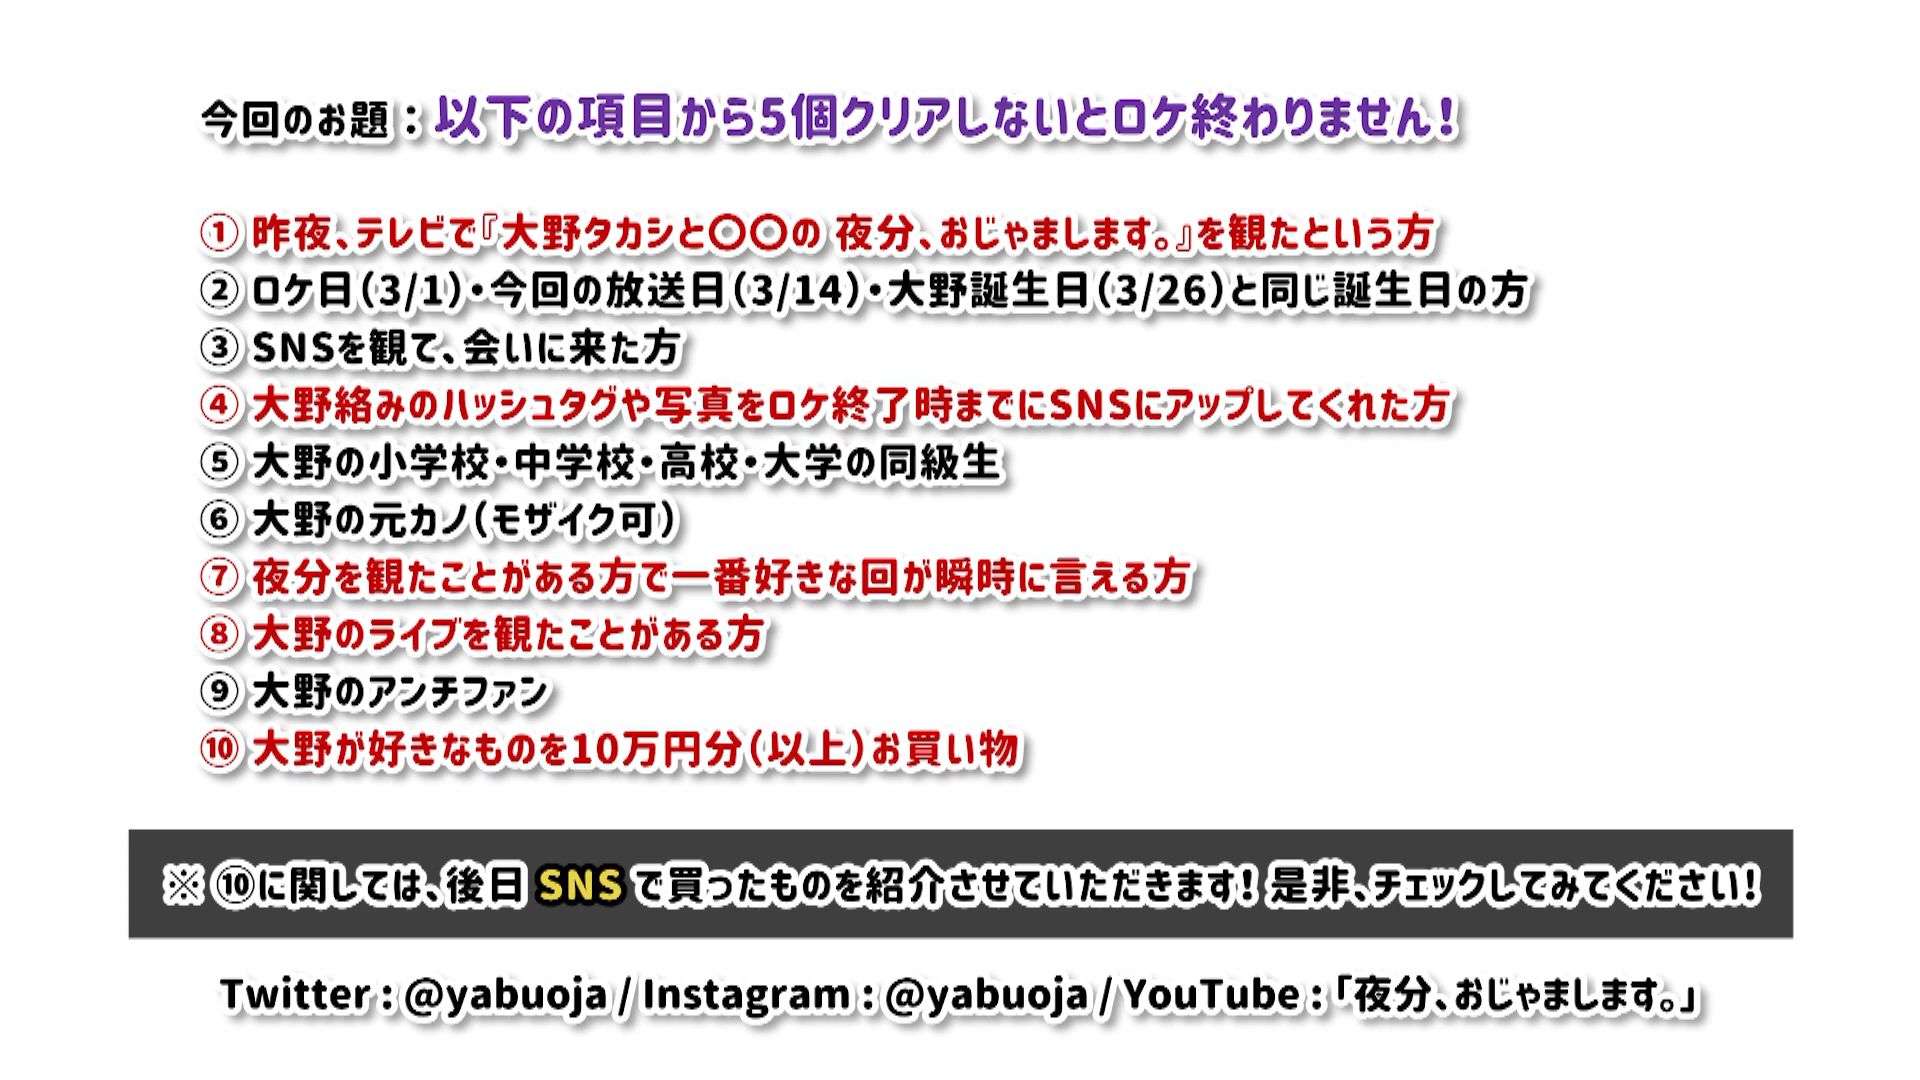 今回のお題：以下の項目から5個クリアしないとロケ終わりません！
① 昨夜、テレビで『大野タカシと〇〇の 夜分、おじゃまします。』を観たという方
② ロケ日（3/1）・今回の放送日（3/14）・大野誕生日（3/26）と同じ誕生日の方
③ SNSを観て、会いに来た方
④ 大野絡みのハッシュタグや写真をロケ終了時までにSNSにアップしてくれた方
⑤ 大野の小学校・中学校・高校・大学の同級生
⑥ 大野の元カノ（モザイク可）
⑦ 夜分を観たことがある方で一番好きな回が瞬時に言える方
⑧ 大野のライブを観たことがある方
⑨ 大野のアンチファン
⑩ 大野が好きなものを10万円分（以上）お買い物
※ ⑩に関しては、後日 SNS で買ったものを紹介させていただきます！是非、チェックしてみてください！
Twitter : @yabuoja / Instagram : @yabuoja / YouTube : 「夜分、おじゃまします。」